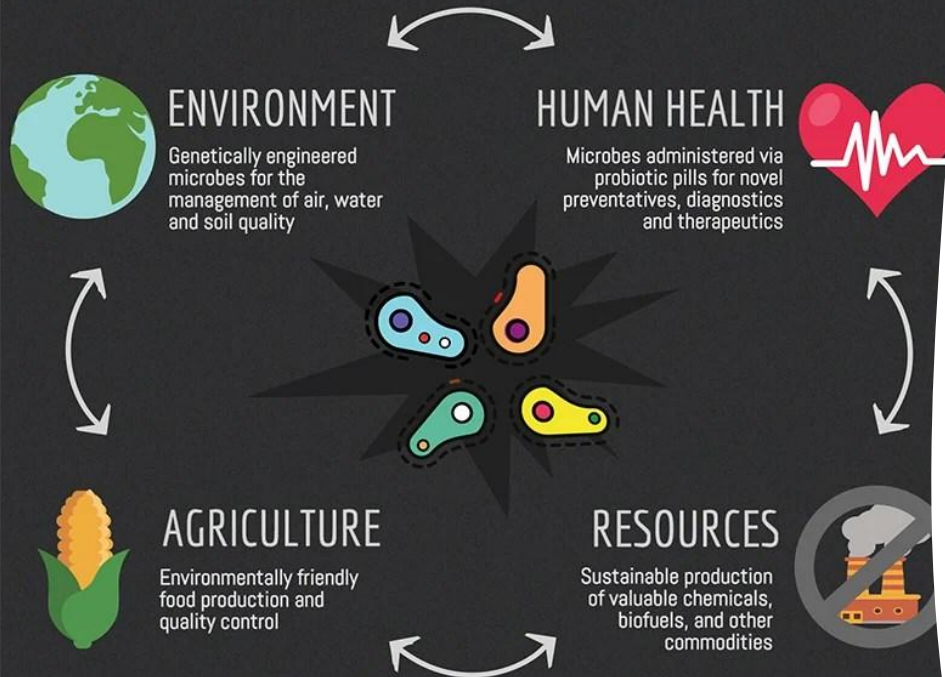 ENVIRONMENT
Genetically engineered
microbes for the
management of air, water
and soil quality
HUMAN HEALTH
Microbes administered via
probiotic pills for novel
preventatives, diagnostics
and therapeutics
AGRICULTURE
Environmentally friendly
food production and
quality control
RESOURCES
Sustainable production
of valuable chemicals,
biofuels, and other
commodities